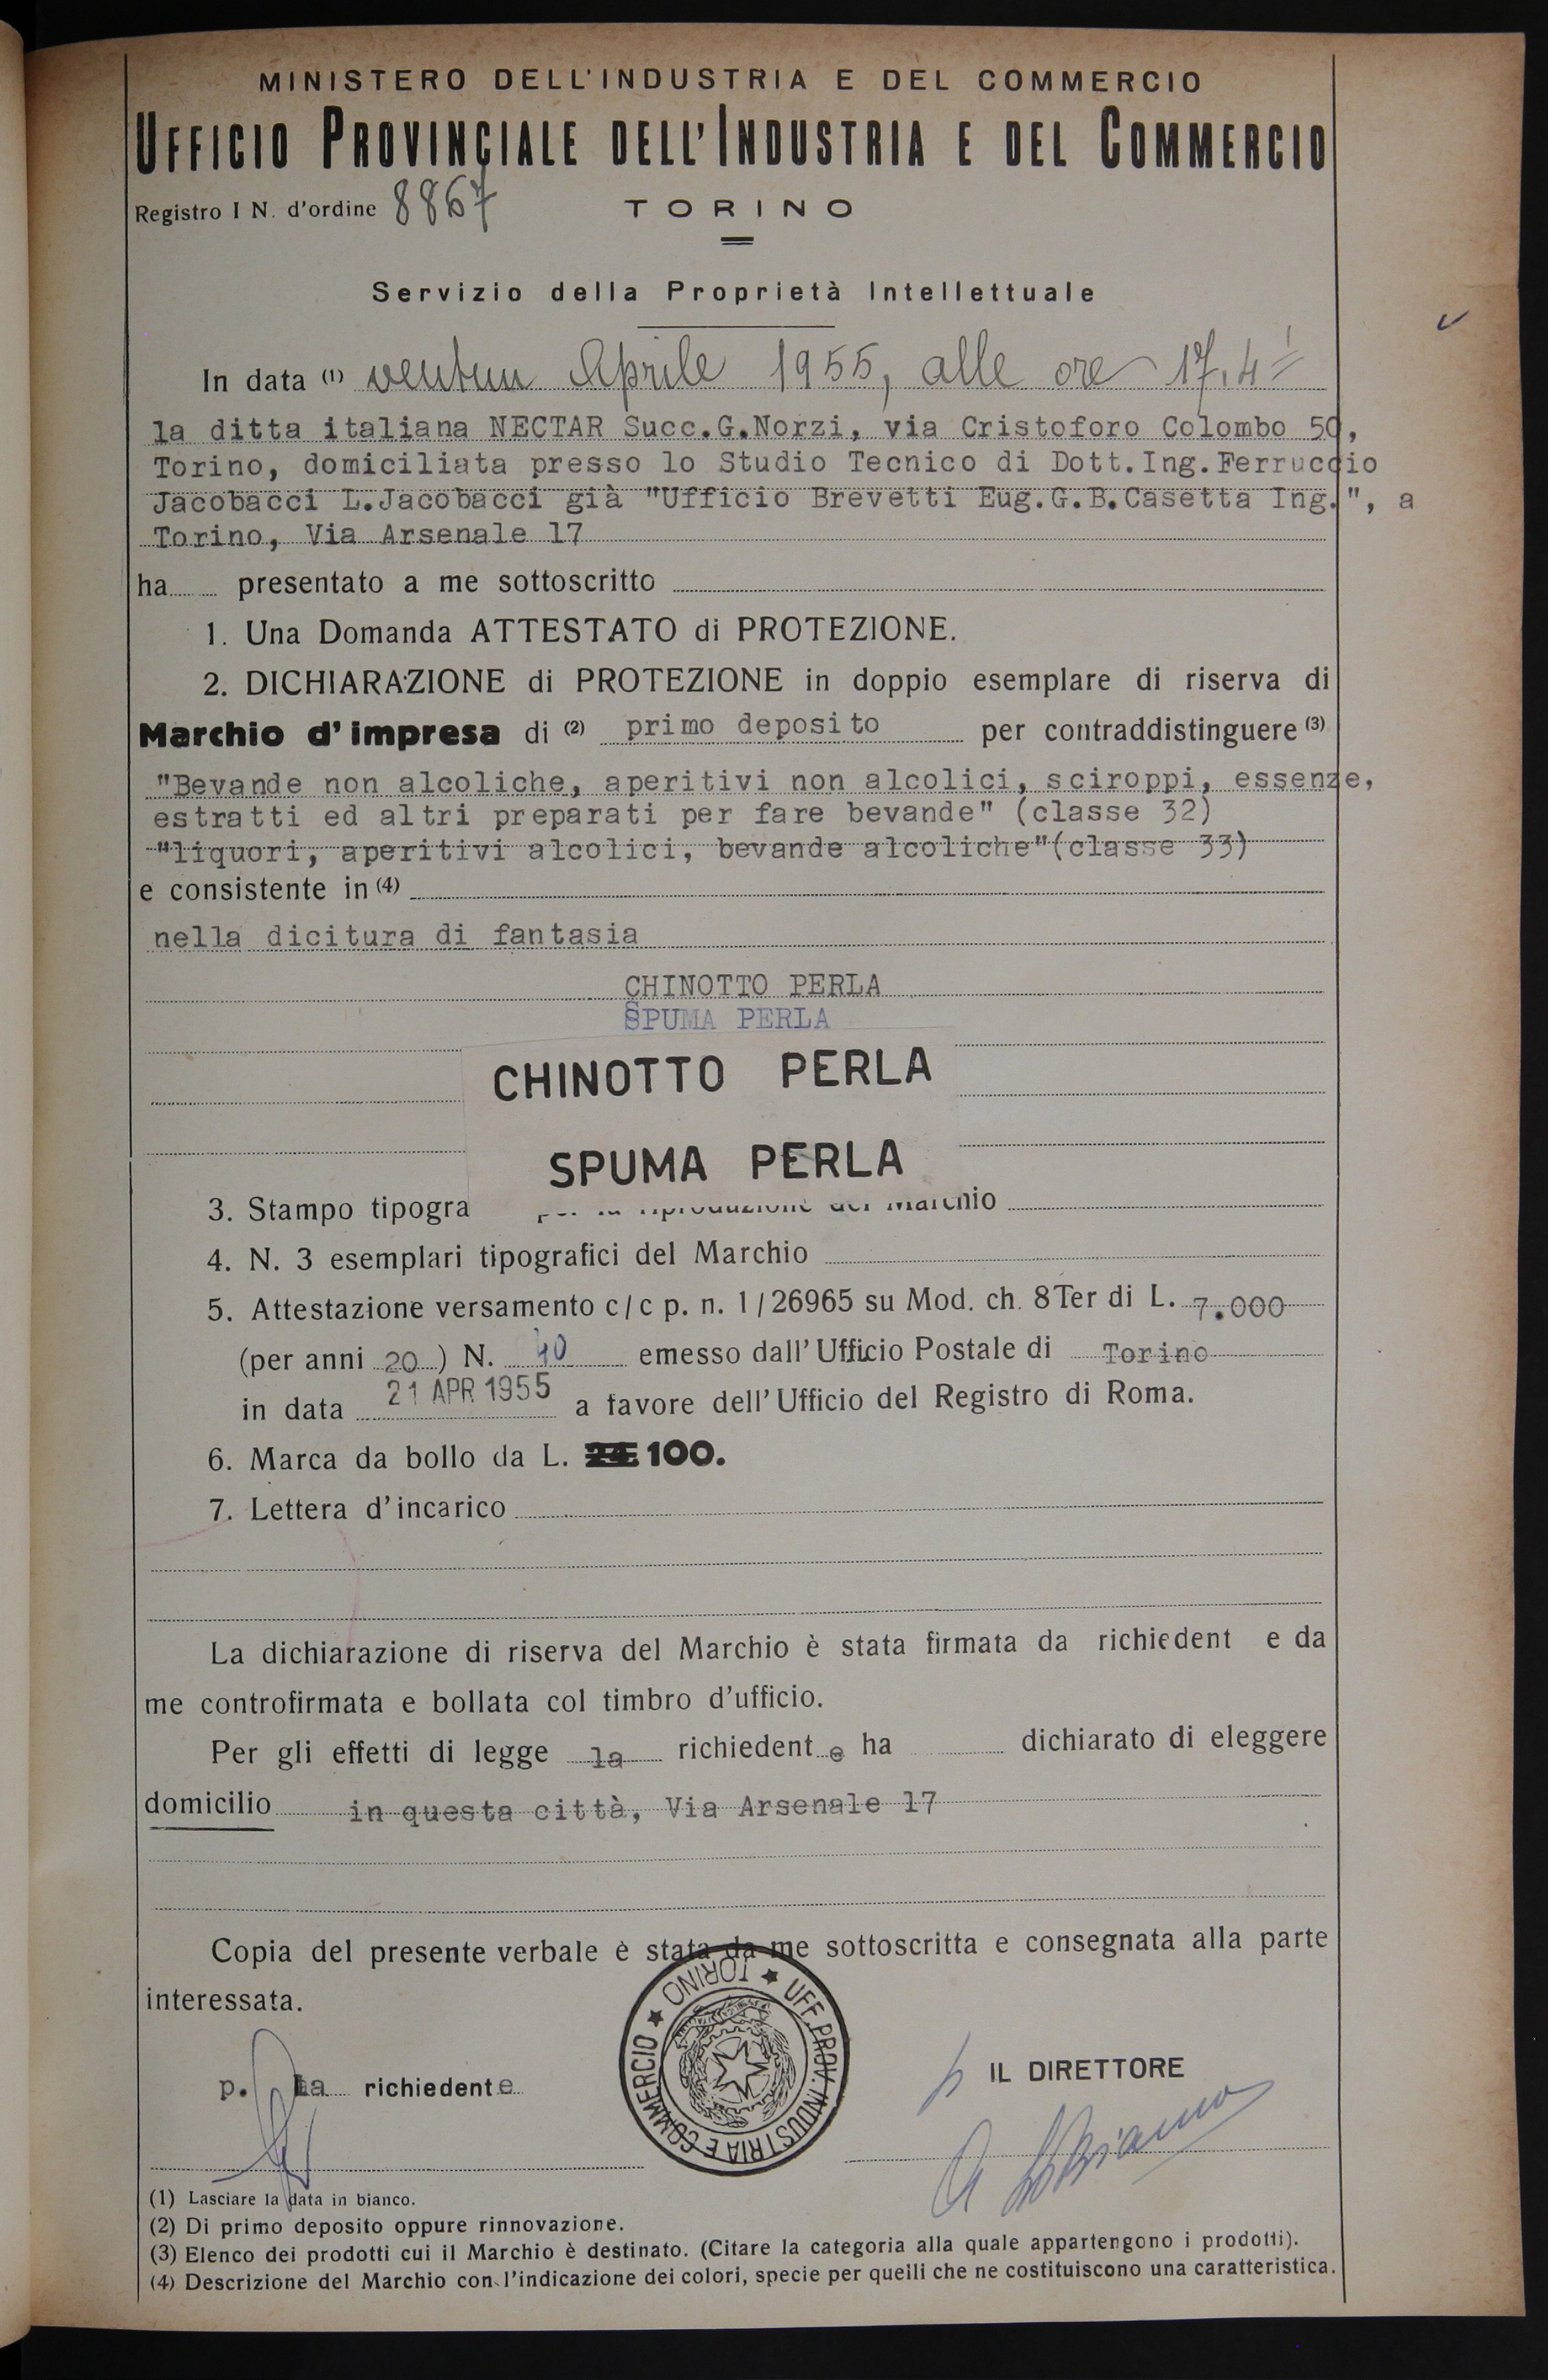 MINISTERO DELL'INDUSTRIA E DEL COMMERCIO
UFFICIO PROVINCIALE DELL'INDUSTRIA E DEL COMMERCIO
Registro I N. d'ordine 8867 TORINO
Servizio della Proprietà Intellettuale
In data (1) ventun Aprile 1955, alle ore 17,4
la ditta italiana NECTAR Succ.G.Norzi, via Cristoforo Colombo 50,
Torino, domiciliata presso lo Studio Tecnico di Dott.Ing.Ferruccio
Jacobacci L.Jacobacci già "Ufficio Brevetti Eug.G.B.Casetta Ing.", a
Torino, Via Arsenale 17
ha presentato a me sottoscritto
1. Una Domanda ATTESTATO di PROTEZIONE.
2. DICHIARAZIONE di PROTEZIONE in doppio esemplare di riserva di
Marchio d'impresa di (2) primo deposito per contraddistinguere (3)
"Bevande non alcoliche, aperitivi non alcolici, sciroppi, essenze,
estratti ed altri preparati per fare bevande" (classe 32)
"liquori, aperitivi alcolici, bevande alcoliche"(classe 33)
e consistente in (4)
nella dicitura di fantasia
CHINOTTO PERLA
SPUMA PERLA
CHINOTTO PERLA
SPUMA PERLA
3. Stampo tipogra per la riproduzione del Marchio
4. N. 3 esemplari tipografici del Marchio
5. Attestazione versamento c/c p. n. 1/26965 su Mod. ch. 8 Ter di L. 7.000
(per anni 20) N. 40 emesso dall'Ufficio Postale di Torino
in data 21 APR 1955 a favore dell'Ufficio del Registro di Roma.
6. Marca da bollo da L. 100.
7. Lettera d'incarico
La dichiarazione di riserva del Marchio è stata firmata da richiedent e da
me controfirmata e bollata col timbro d'ufficio.
Per gli effetti di legge la richiedente ha dichiarato di eleggere
domicilio in questa città, Via Arsenale 17
Copia del presente verbale è stata da me sottoscritta e consegnata alla parte
interessata.
UFF. PROV. INDUSTRIA E COMMERCIO ★ TORINO ★
p. la richiedente
IL DIRETTORE
(1) Lasciare la data in bianco.
(2) Di primo deposito oppure rinnovazione.
(3) Elenco dei prodotti cui il Marchio è destinato. (Citare la categoria alla quale appartengono i prodotti).
(4) Descrizione del Marchio con l'indicazione dei colori, specie per quelli che ne costituiscono una caratteristica.